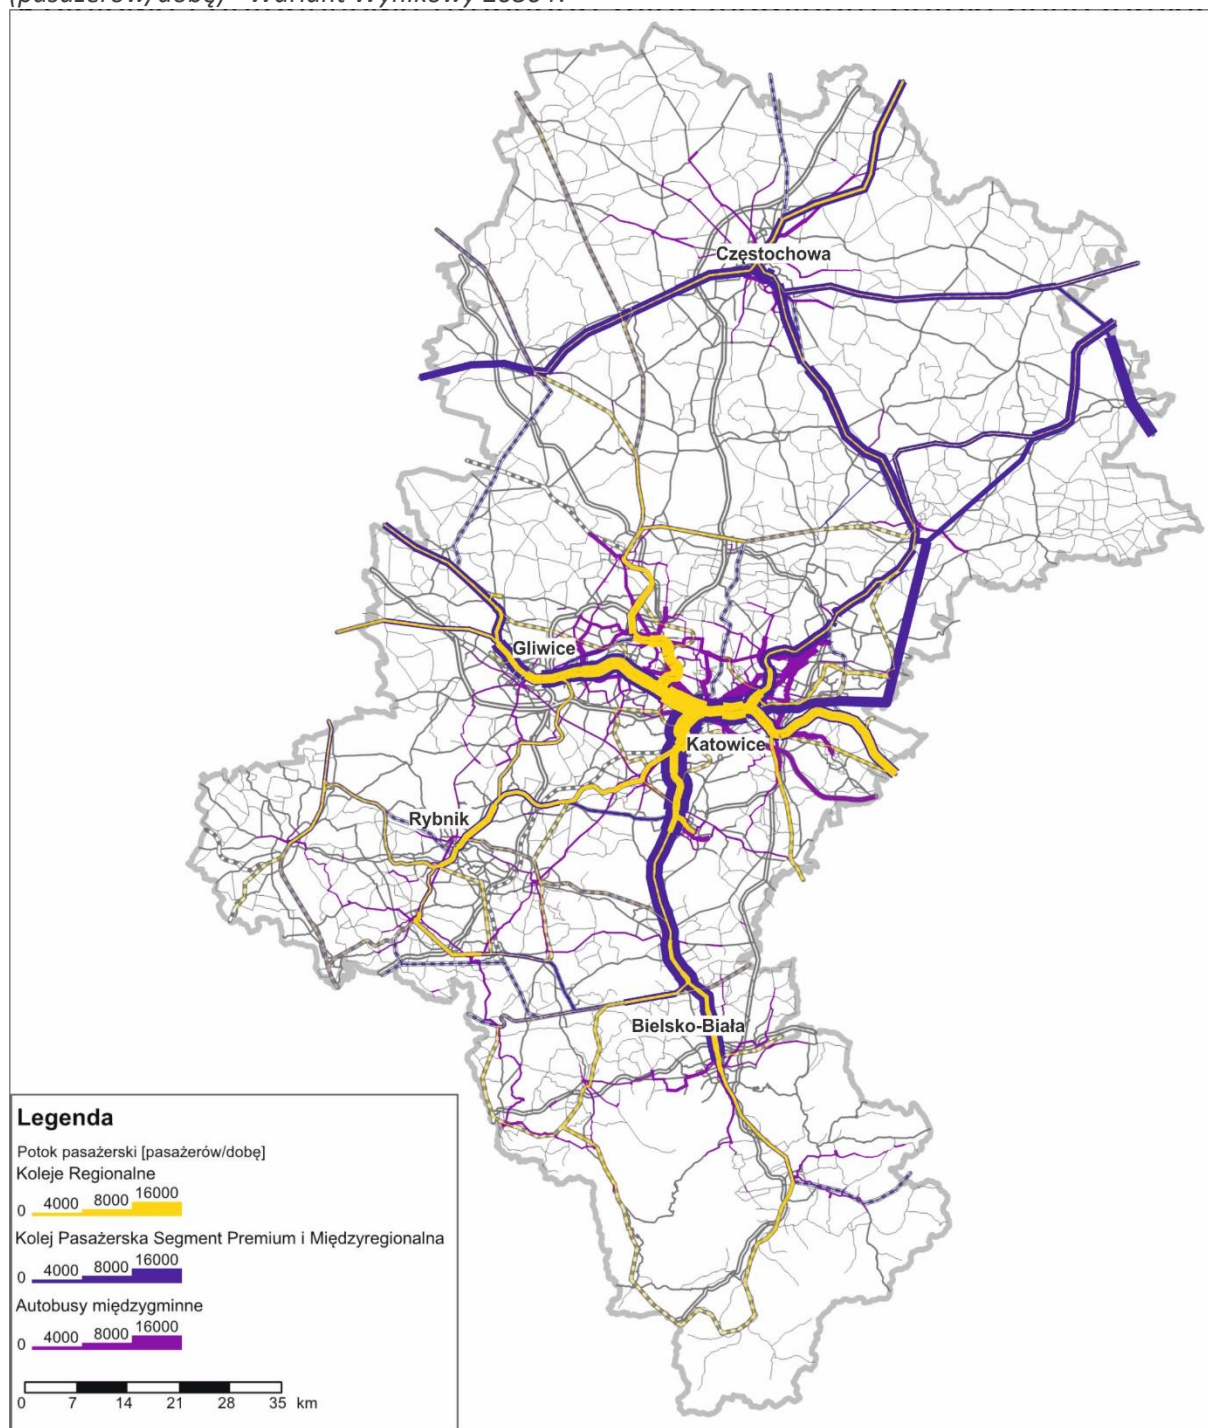 (pasażerów/dobę) - Wariant Wynikowy 2030 r.
Częstochowa
Gliwice
Katowice
Rybnik
Bielsko-Biała
Legenda
Potok pasażerski [pasażerów/dobę]
Koleje Regionalne
0 4000 8000 16000
Kolej Pasażerska Segment Premium i Międzyregionalna
0 4000 8000 16000
Autobusy międzygminne
0 4000 8000 16000
0 7 14 21 28 35 km